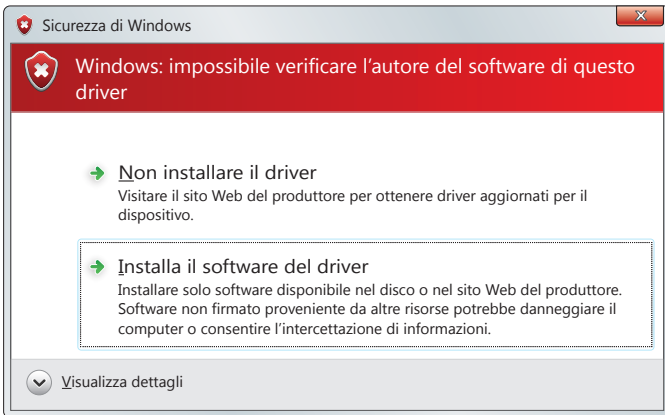 Sicurezza di Windows
Windows: impossibile verificare l'autore del software di questo
driver
Non installare il driver
Visitare il sito Web del produttore per ottenere driver aggiornati per il
dispositivo.
Installa il software del driver
Installare solo software disponibile nel disco o nel sito Web del produttore.
Software non firmato proveniente da altre risorse potrebbe danneggiare il
computer o consentire l'intercettazione di informazioni.
Visualizza dettagli